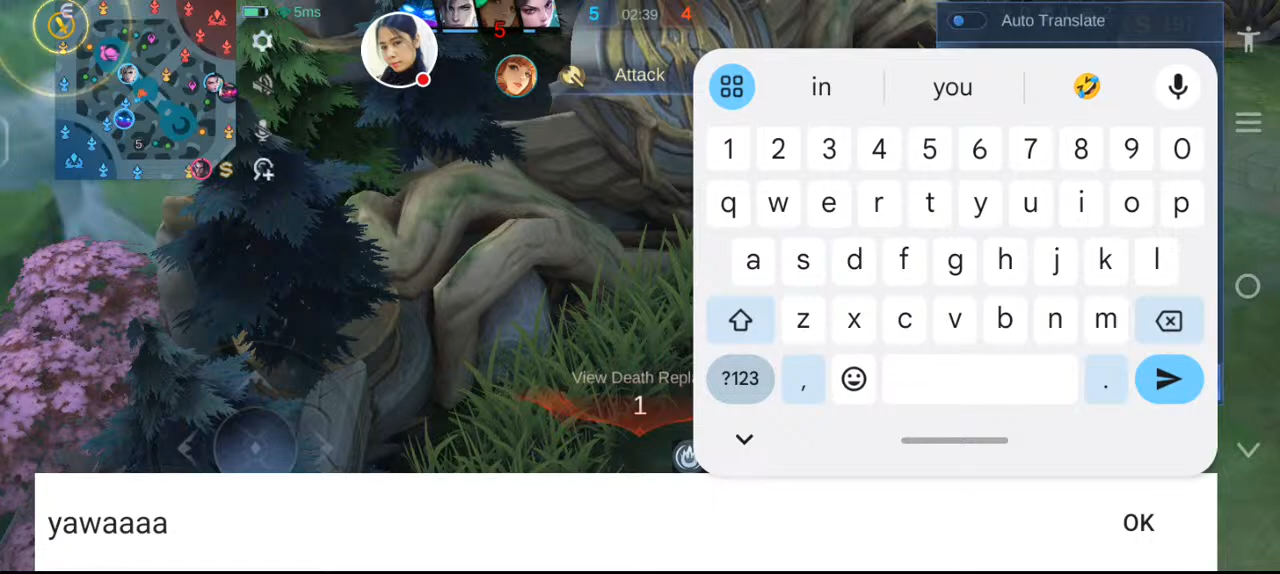 5ms
5
02:39
4
Auto Translate
5
Attack
in
you
1 2 3 4 5 6 7 8 9 0
q w e r t y u i o p
a s d f g h j k l
z x c v b n m
?123 , .
5
View Death Repl
1
yawaaaa
OK